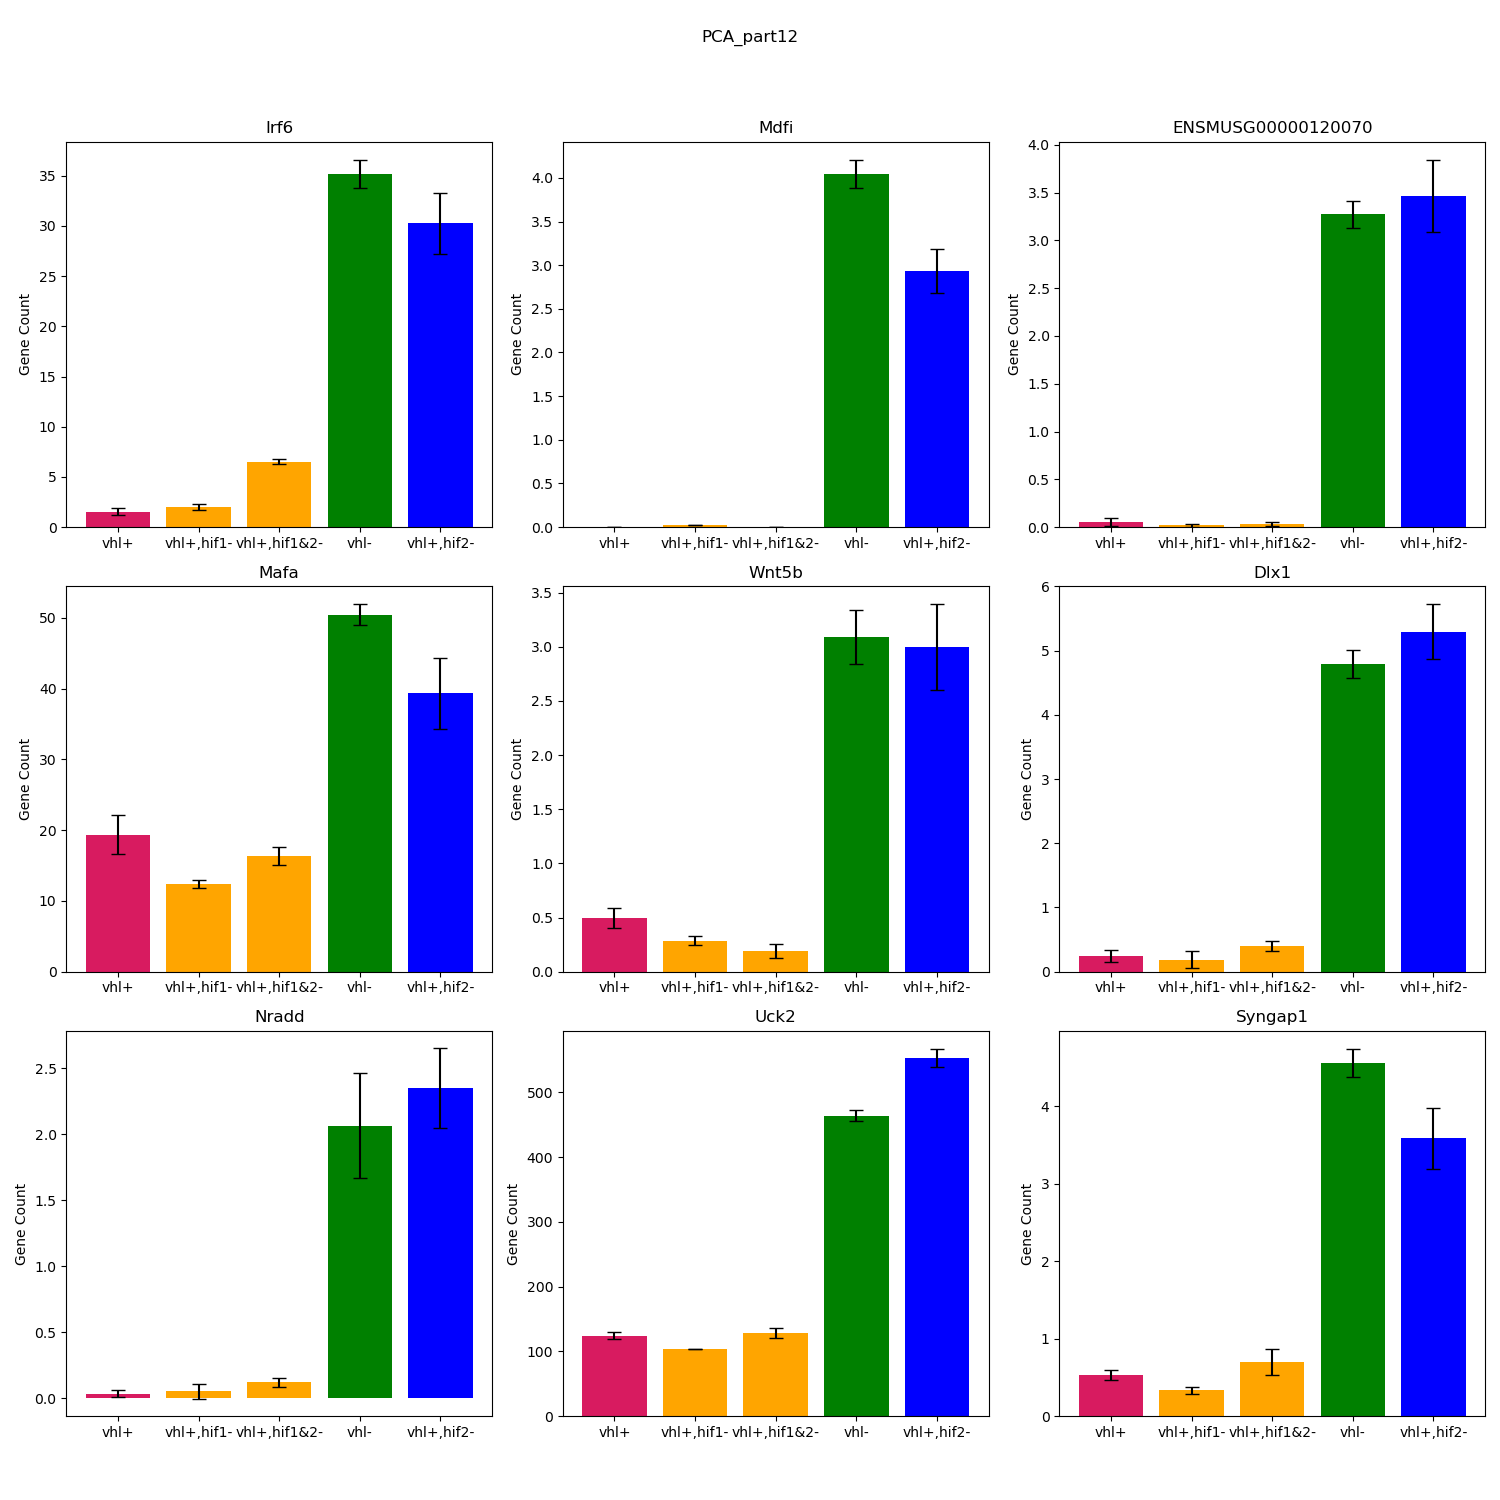 PCA_part12
Irf6
Mdfi
ENSMUSG00000120070
Gene Count
35
30
25
20
15
10
5
0
vhl+ vhl+,hif1- vhl+,hif1&2- vhl- vhl+,hif2-
Gene Count
4.0
3.5
3.0
2.5
2.0
1.5
1.0
0.5
0.0
vhl+ vhl+,hif1- vhl+,hif1&2- vhl- vhl+,hif2-
Gene Count
4.0
3.5
3.0
2.5
2.0
1.5
1.0
0.5
0.0
vhl+ vhl+,hif1- vhl+,hif1&2- vhl- vhl+,hif2-
Mafa
Wnt5b
Dlx1
Gene Count
50
40
30
20
10
0
vhl+ vhl+,hif1- vhl+,hif1&2- vhl- vhl+,hif2-
Gene Count
3.5
3.0
2.5
2.0
1.5
1.0
0.5
0.0
vhl+ vhl+,hif1- vhl+,hif1&2- vhl- vhl+,hif2-
Gene Count
6
5
4
3
2
1
0
vhl+ vhl+,hif1- vhl+,hif1&2- vhl- vhl+,hif2-
Nradd
Uck2
Syngap1
Gene Count
2.5
2.0
1.5
1.0
0.5
0.0
vhl+ vhl+,hif1- vhl+,hif1&2- vhl- vhl+,hif2-
Gene Count
500
400
300
200
100
0
vhl+ vhl+,hif1- vhl+,hif1&2- vhl- vhl+,hif2-
Gene Count
4
3
2
1
0
vhl+ vhl+,hif1- vhl+,hif1&2- vhl- vhl+,hif2-